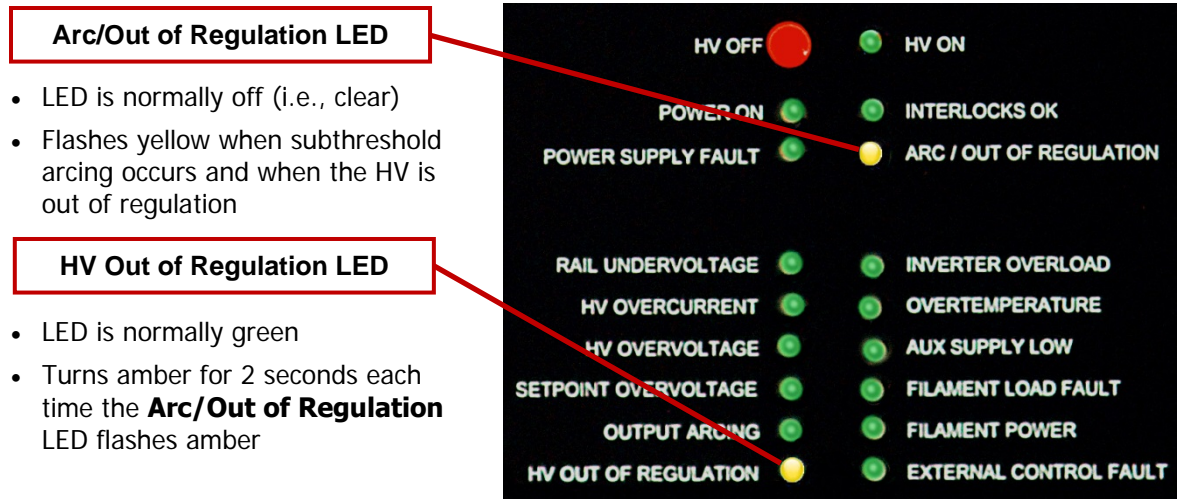 Arc/Out of Regulation LED
• LED is normally off (i.e., clear)
• Flashes yellow when subthreshold
arcing occurs and when the HV is
out of regulation
HV Out of Regulation LED
• LED is normally green
• Turns amber for 2 seconds each
time the Arc/Out of Regulation
LED flashes amber
HV OFF HV ON
POWER ON INTERLOCKS OK
POWER SUPPLY FAULT ARC / OUT OF REGULATION
RAIL UNDERVOLTAGE INVERTER OVERLOAD
HV OVERCURRENT OVERTEMPERATURE
HV OVERVOLTAGE AUX SUPPLY LOW
SETPOINT OVERVOLTAGE FILAMENT LOAD FAULT
OUTPUT ARCING FILAMENT POWER
HV OUT OF REGULATION EXTERNAL CONTROL FAULT